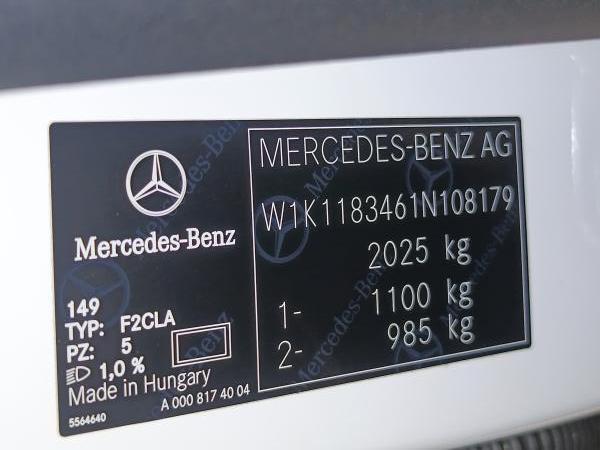 Mercedes-Benz
149
TYP: F2CLA
PZ: 5
1,0 %
Made in Hungary
A 000 817 40 04
5564640
MERCEDES-BENZ AG
W1K1183461N108179
2025 kg
1- 1100 kg
2- 985 kg